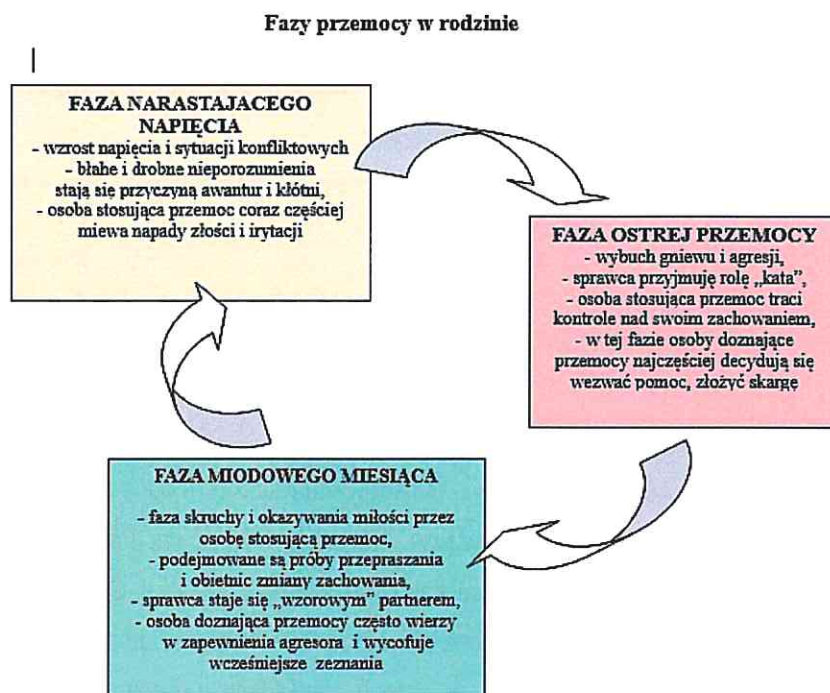 Fazy przemocy w rodzinie
FAZA NARASTAJACEGO
NAPIĘCIA
- wzrost napięcia i sytuacji konfliktowych
- błahe i drobne nieporozumienia
stają się przyczyną awantur i kłótni,
- osoba stosująca przemoc coraz częściej
miewa napady złości i irytacji
FAZA OSTREJ PRZEMOCY
- wybuch gniewu i agresji,
- sprawca przyjmuję rolę „kata”,
- osoba stosująca przemoc traci
kontrole nad swoim zachowaniem,
- w tej fazie osoby doznające
przemocy najczęściej decydują się
wezwać pomoc, złożyć skargę
FAZA MIODOWEGO MIESIĄCA
- faza skruchy i okazywania miłości przez
osobę stosującą przemoc,
- podejmowane są próby przepraszania
i obietnic zmiany zachowania,
- sprawca staje się „wzorowym” partnerem,
- osoba doznająca przemocy często wierzy
w zapewnienia agresora i wycofuje
wcześniejsze zeznania